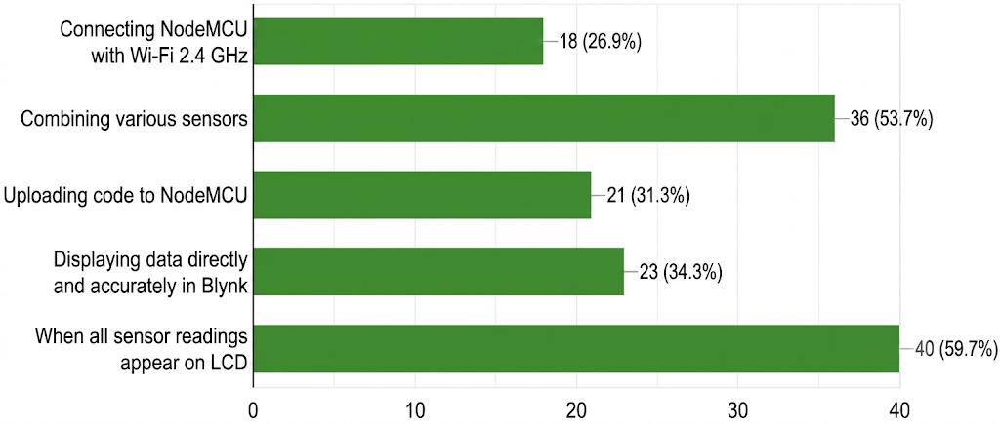 Connecting NodeMCU
with Wi-Fi 2.4 GHz
18 (26.9%)
Combining various sensors
36 (53.7%)
Uploading code to NodeMCU
21 (31.3%)
Displaying data directly
and accurately in Blynk
23 (34.3%)
When all sensor readings
appear on LCD
40 (59.7%)
0 10 20 30 40